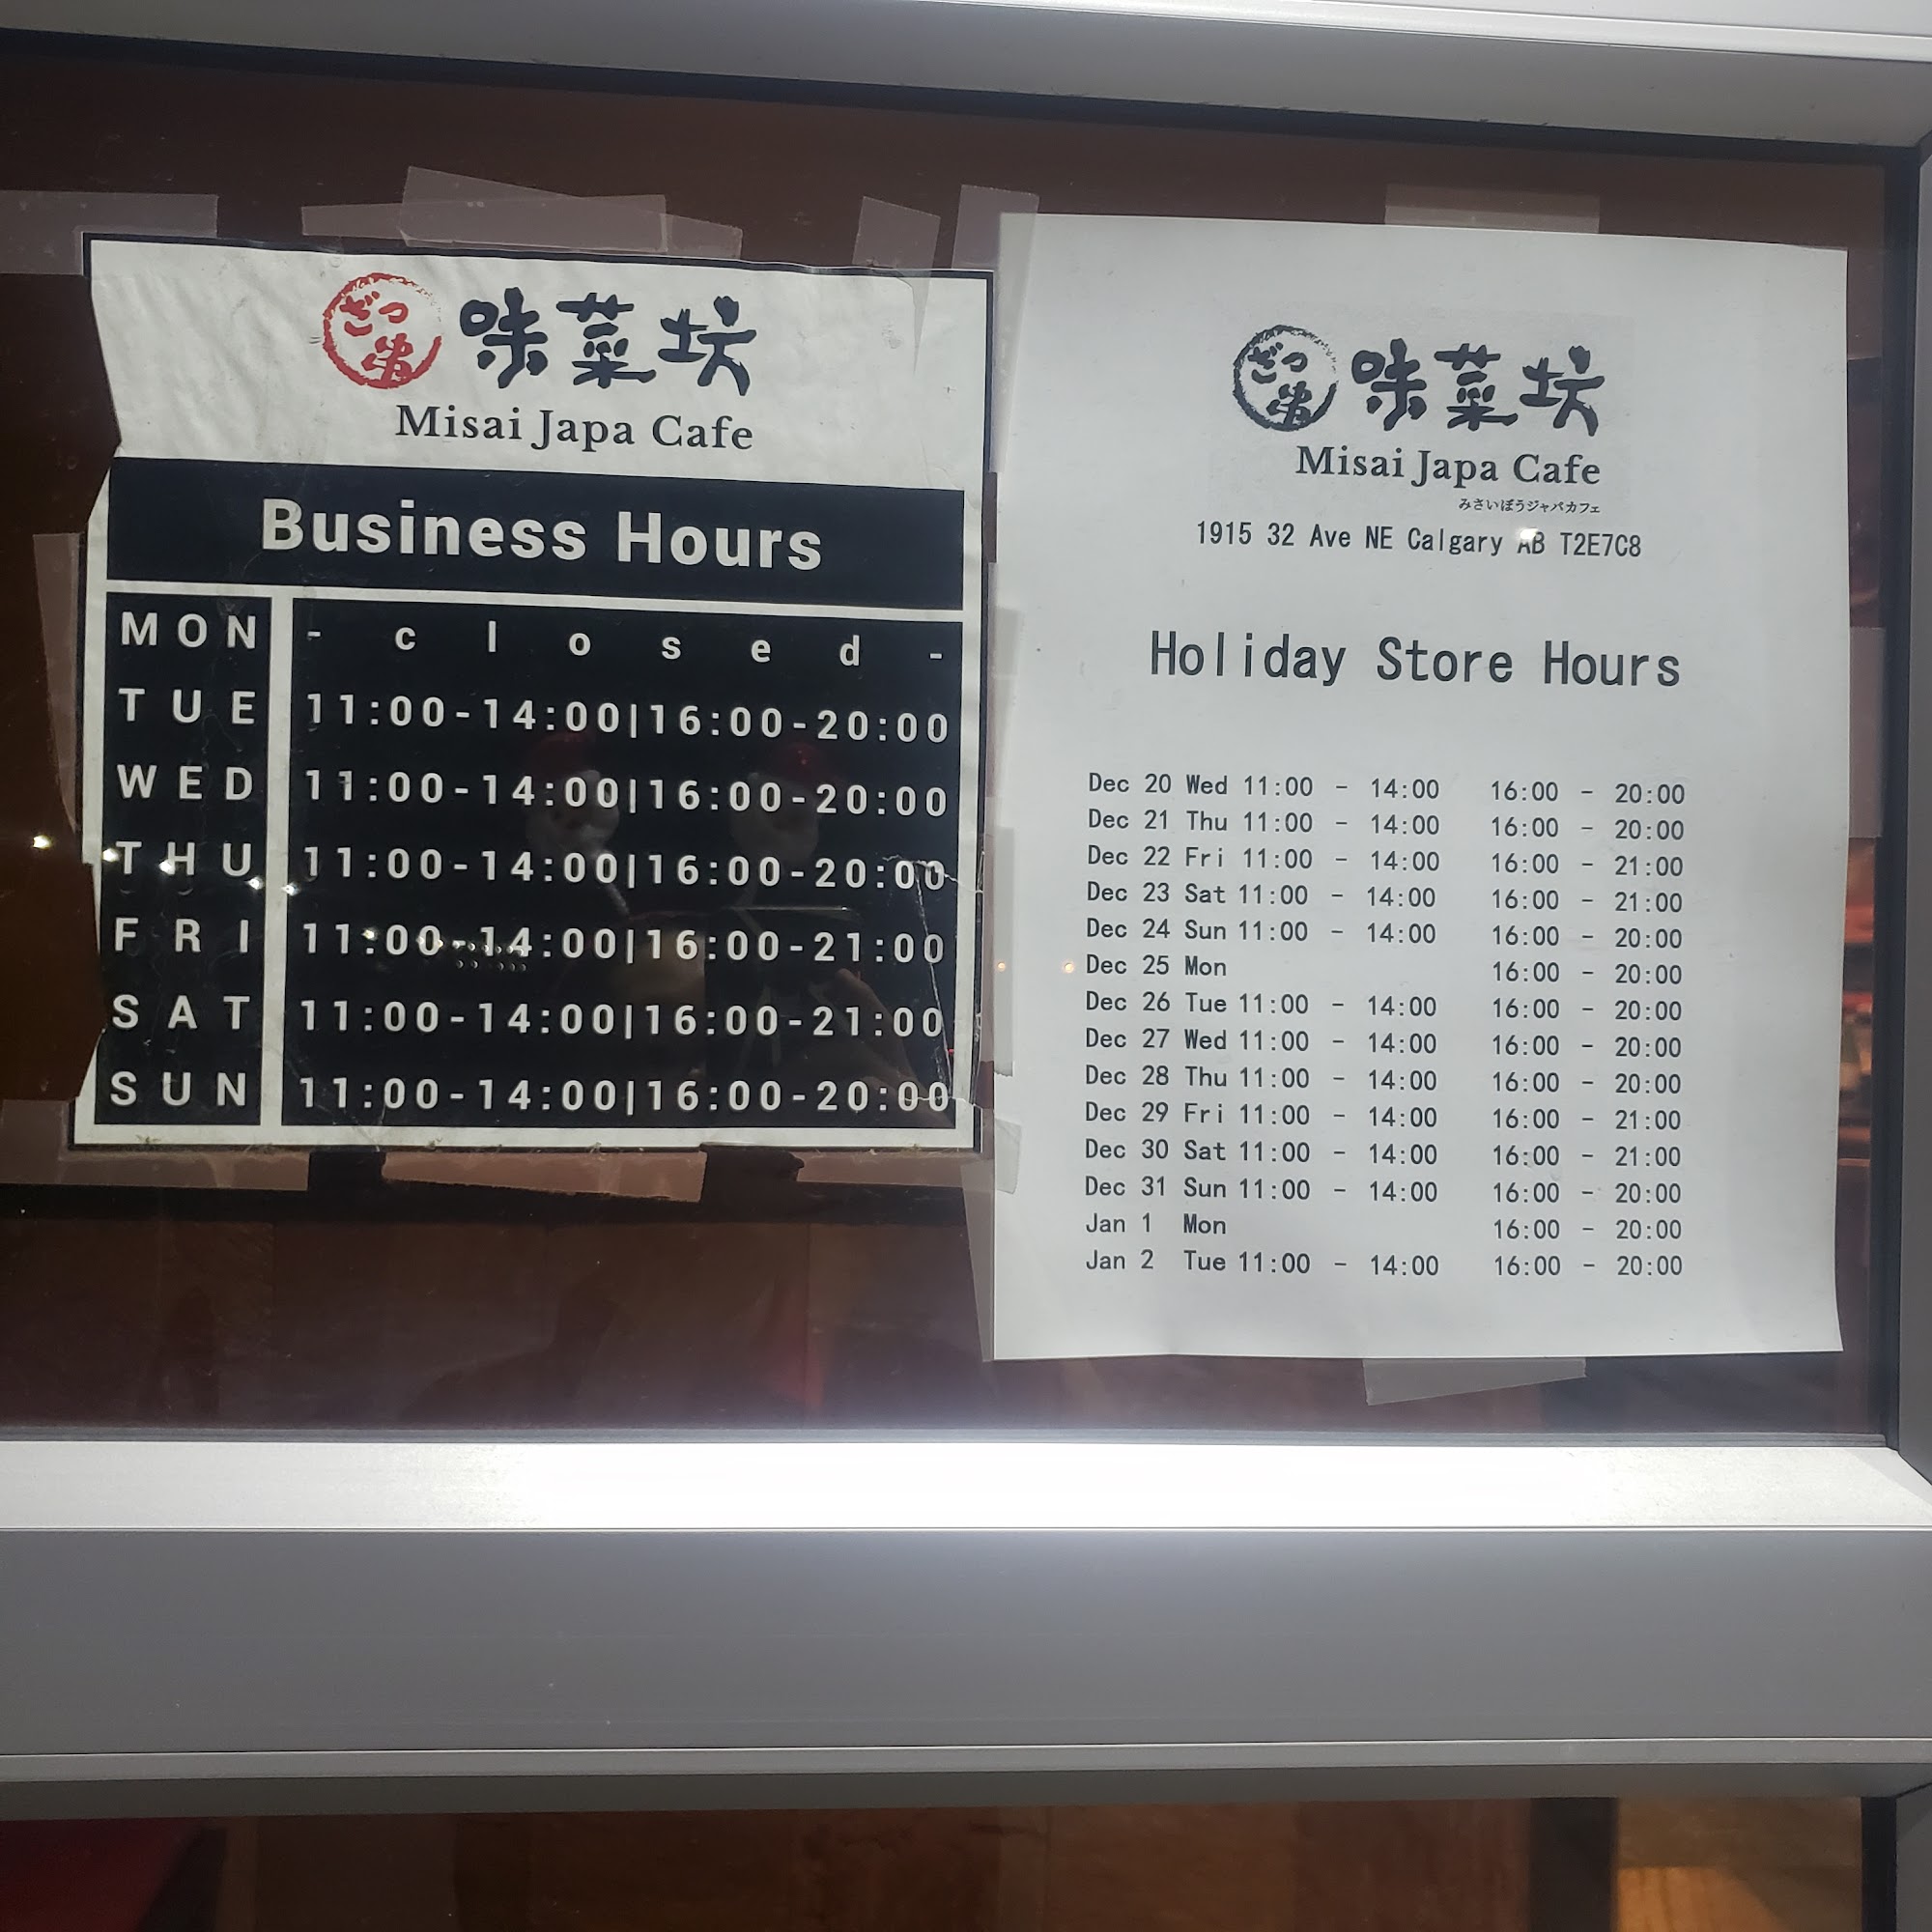 ざつ串 味菜坊
Misai Japa Cafe
Business Hours
MON - closed -
TUE 11:00-14:00|16:00-20:00
WED 11:00-14:00|16:00-20:00
THU 11:00-14:00|16:00-20:00
FRI 11:00-14:00|16:00-21:00
SAT 11:00-14:00|16:00-21:00
SUN 11:00-14:00|16:00-20:00
ざつ串 味菜坊
Misai Japa Cafe
みさいぼうジャパカフェ
1915 32 Ave NE Calgary AB T2E7C8
Holiday Store Hours
Dec 20 Wed 11:00 - 14:00 16:00 - 20:00
Dec 21 Thu 11:00 - 14:00 16:00 - 20:00
Dec 22 Fri 11:00 - 14:00 16:00 - 21:00
Dec 23 Sat 11:00 - 14:00 16:00 - 21:00
Dec 24 Sun 11:00 - 14:00 16:00 - 20:00
Dec 25 Mon 16:00 - 20:00
Dec 26 Tue 11:00 - 14:00 16:00 - 20:00
Dec 27 Wed 11:00 - 14:00 16:00 - 20:00
Dec 28 Thu 11:00 - 14:00 16:00 - 20:00
Dec 29 Fri 11:00 - 14:00 16:00 - 21:00
Dec 30 Sat 11:00 - 14:00 16:00 - 21:00
Dec 31 Sun 11:00 - 14:00 16:00 - 20:00
Jan 1 Mon 16:00 - 20:00
Jan 2 Tue 11:00 - 14:00 16:00 - 20:00